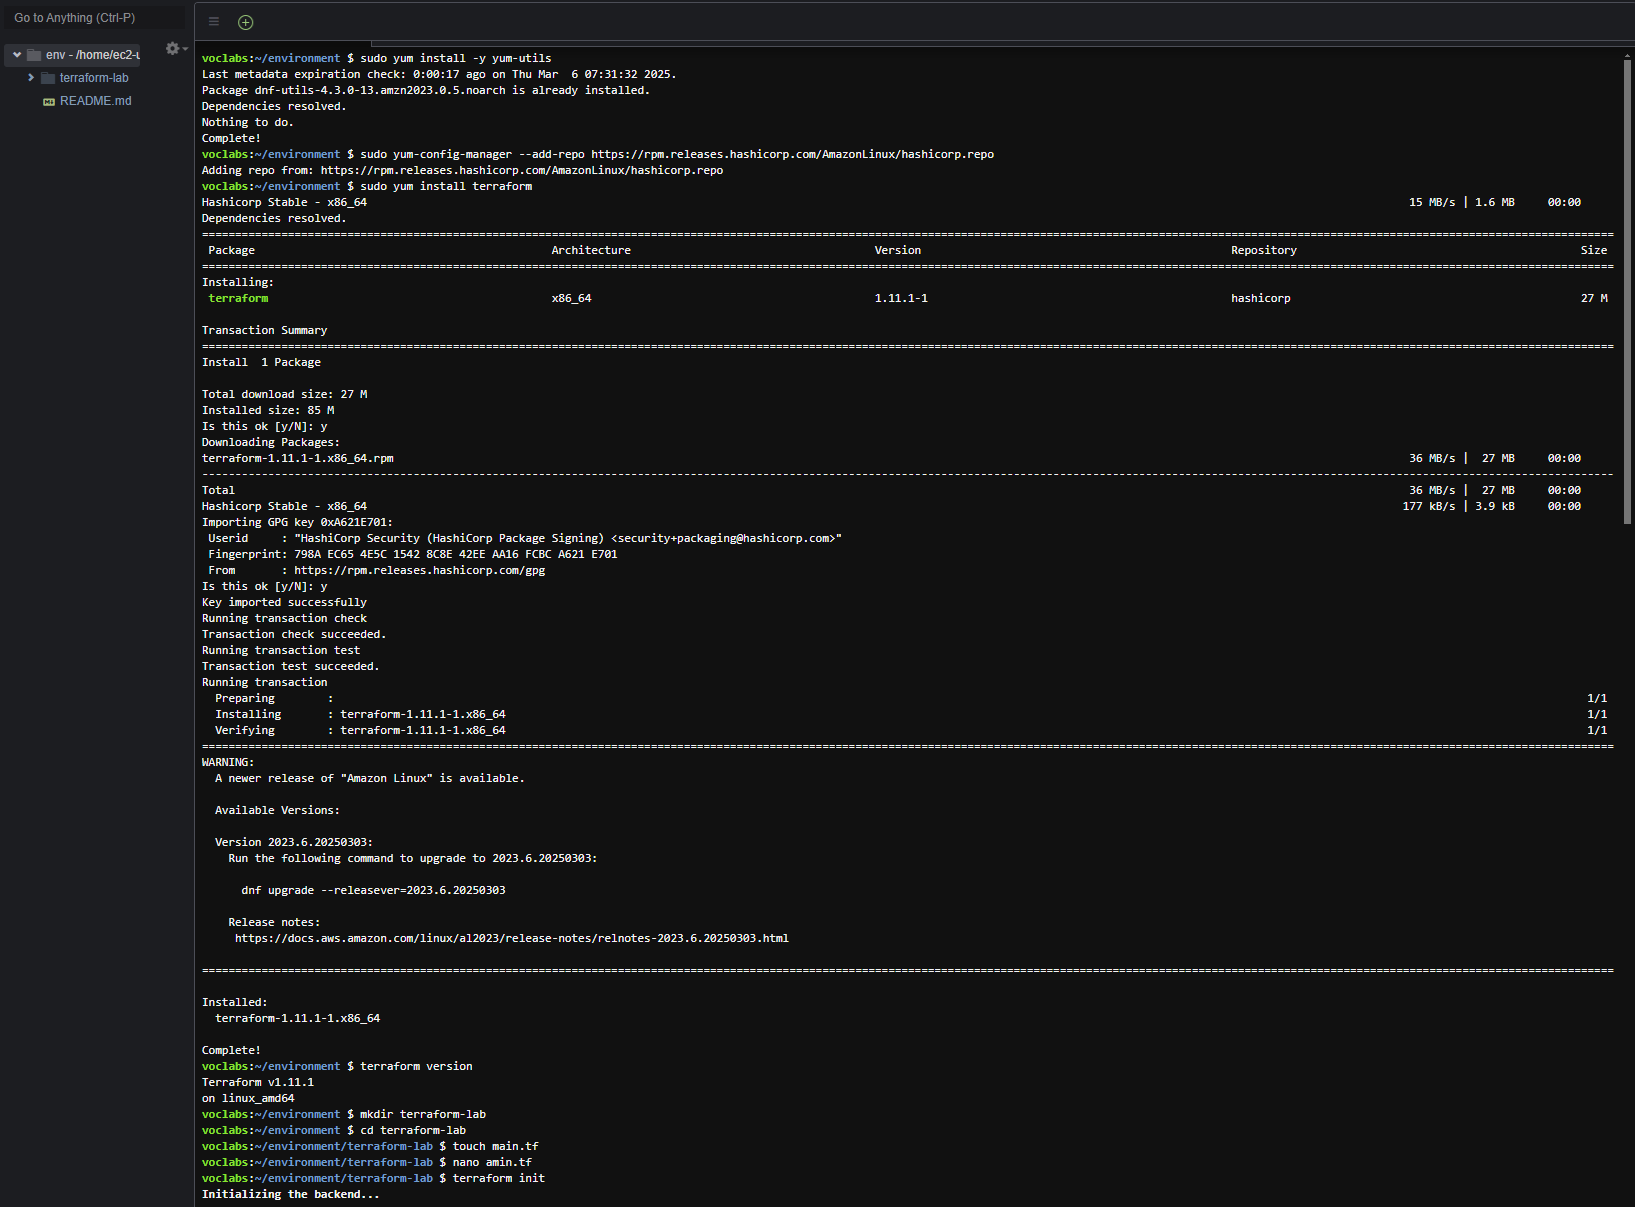 Go to Anything (Ctrl-P)
env - /home/ec2-u
terraform-lab
README.md
voclabs:~/environment $ sudo yum install -y yum-utils
Last metadata expiration check: 0:00:17 ago on Thu Mar  6 07:31:32 2025.
Package dnf-utils-4.3.0-13.amzn2023.0.5.noarch is already installed.
Dependencies resolved.
Nothing to do.
Complete!
voclabs:~/environment $ sudo yum-config-manager --add-repo https://rpm.releases.hashicorp.com/AmazonLinux/hashicorp.repo
Adding repo from: https://rpm.releases.hashicorp.com/AmazonLinux/hashicorp.repo
voclabs:~/environment $ sudo yum install terraform
Hashicorp Stable - x86_64 15 MB/s | 1.6 MB 00:00
Dependencies resolved.
Package Architecture Version Repository Size
Installing:
terraform x86_64 1.11.1-1 hashicorp 27 M
Transaction Summary
Install  1 Package
Total download size: 27 M
Installed size: 85 M
Is this ok [y/N]: y
Downloading Packages:
terraform-1.11.1-1.x86_64.rpm 36 MB/s |  27 MB 00:00
Total 36 MB/s |  27 MB 00:00
Hashicorp Stable - x86_64 177 kB/s | 3.9 kB 00:00
Importing GPG key 0xA621E701:
Userid     : "HashiCorp Security (HashiCorp Package Signing) <security+packaging@hashicorp.com>"
Fingerprint: 798A EC65 4E5C 1542 8C8E 42EE AA16 FCBC A621 E701
From       : https://rpm.releases.hashicorp.com/gpg
Is this ok [y/N]: y
Key imported successfully
Running transaction check
Transaction check succeeded.
Running transaction test
Transaction test succeeded.
Running transaction
Preparing        : 1/1
Installing       : terraform-1.11.1-1.x86_64 1/1
Verifying        : terraform-1.11.1-1.x86_64 1/1
WARNING:
A newer release of "Amazon Linux" is available.
Available Versions:
Version 2023.6.20250303:
Run the following command to upgrade to 2023.6.20250303:
dnf upgrade --releasever=2023.6.20250303
Release notes:
https://docs.aws.amazon.com/linux/al2023/release-notes/relnotes-2023.6.20250303.html
Installed:
terraform-1.11.1-1.x86_64
Complete!
voclabs:~/environment $ terraform version
Terraform v1.11.1
on linux_amd64
voclabs:~/environment $ mkdir terraform-lab
voclabs:~/environment $ cd terraform-lab
voclabs:~/environment/terraform-lab $ touch main.tf
voclabs:~/environment/terraform-lab $ nano amin.tf
voclabs:~/environment/terraform-lab $ terraform init
Initializing the backend...